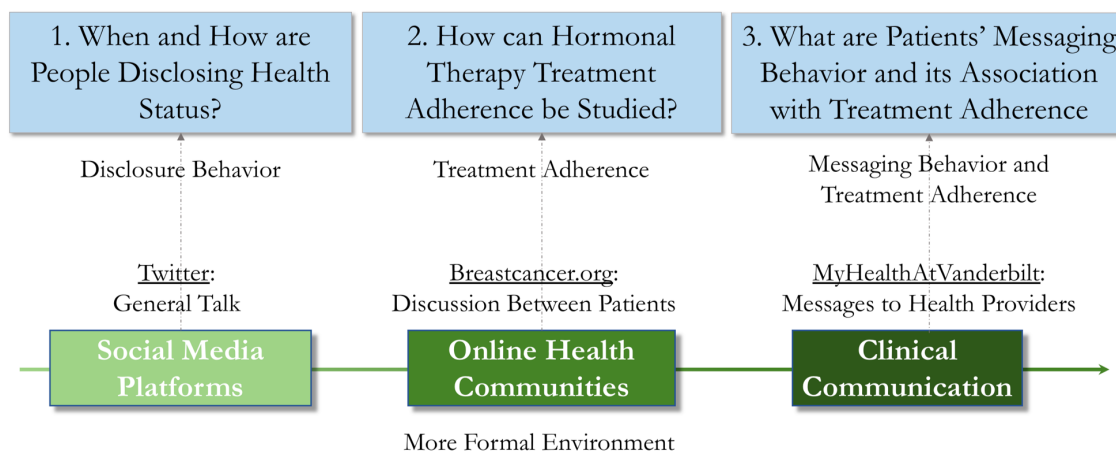 1. When and How are
People Disclosing Health
Status?
2. How can Hormonal
Therapy Treatment
Adherence be Studied?
3. What are Patients’ Messaging
Behavior and its Association
with Treatment Adherence
Disclosure Behavior
Treatment Adherence
Messaging Behavior and
Treatment Adherence
Twitter:
General Talk
Breastcancer.org:
Discussion Between Patients
MyHealthAtVanderbilt:
Messages to Health Providers
Social Media
Platforms
Online Health
Communities
Clinical
Communication
More Formal Environment